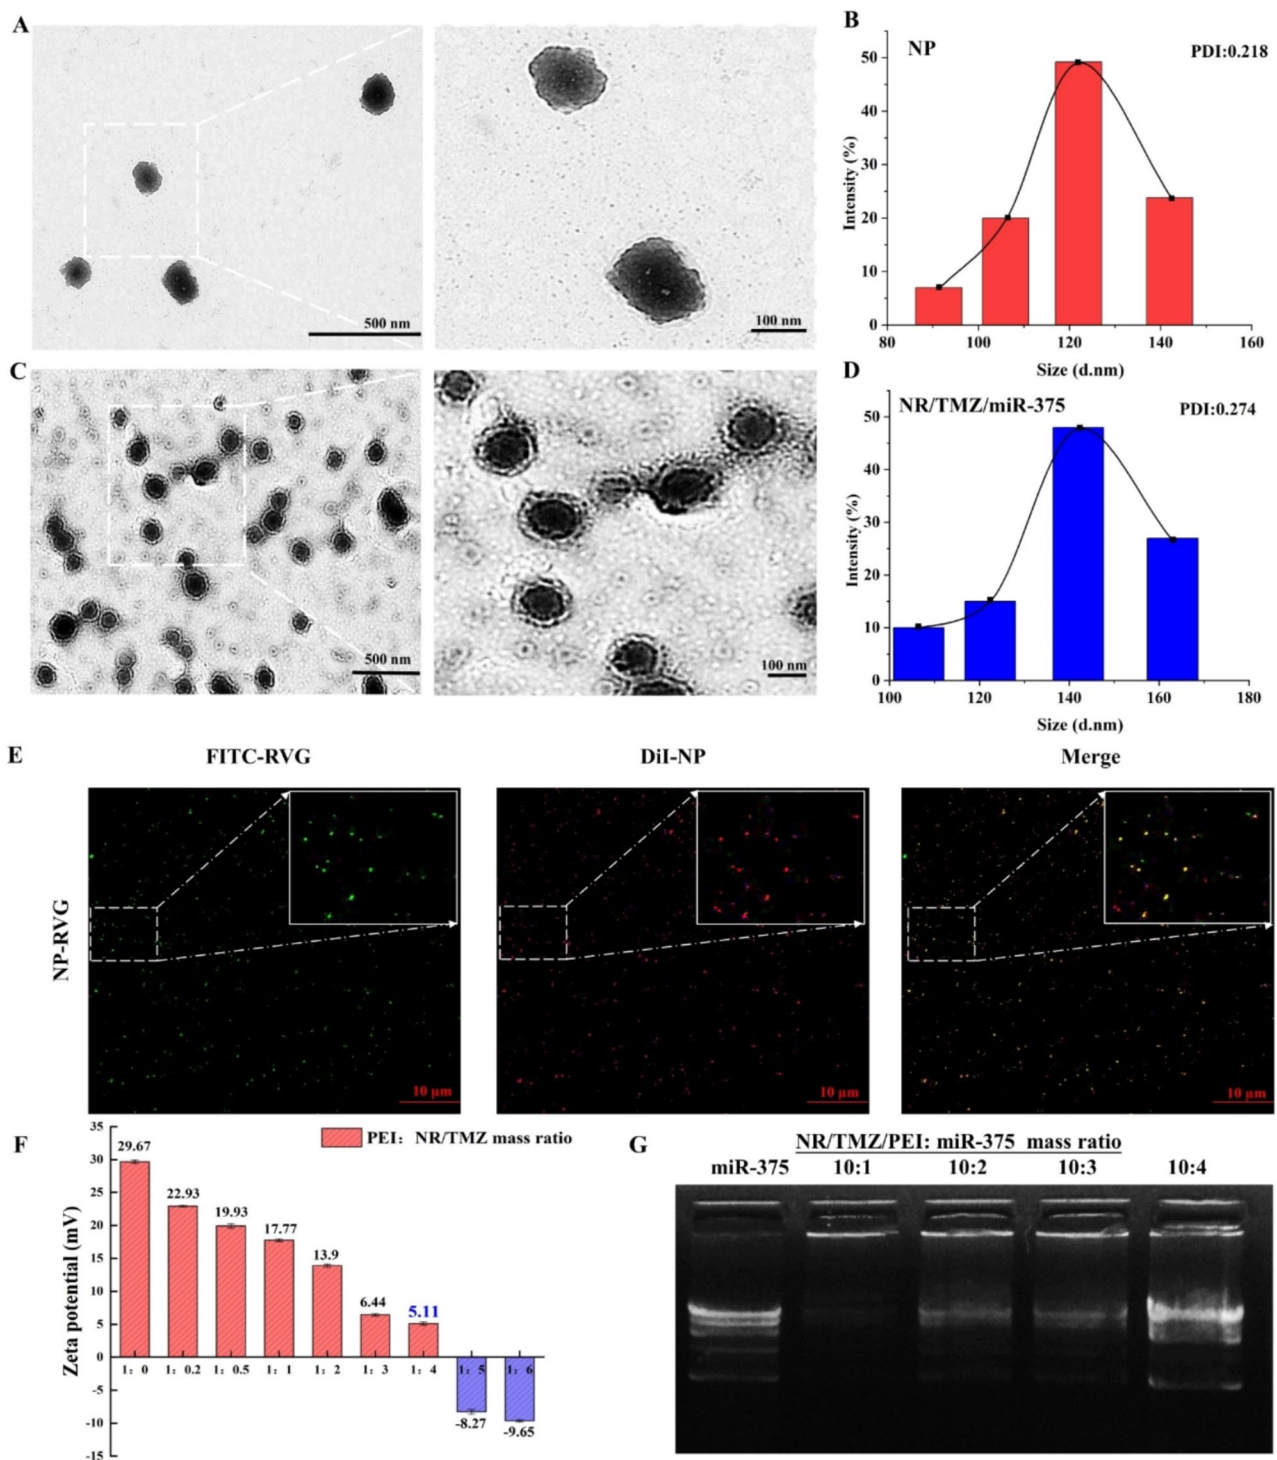 A
500 nm
100 nm
B
NP
PDI:0.218
50
40
30
20
10
0
Intensity (%)
80 100 120 140 160
Size (d.nm)
C
500 nm
100 nm
D
NR/TMZ/miR-375
PDI:0.274
50
40
30
20
10
0
Intensity (%)
100 120 140 160 180
Size (d.nm)
E
FITC-RVG DiI-NP Merge
NP-RVG
10 μm 10 μm 10 μm
F
PEI： NR/TMZ mass ratio
Zeta potential (mV)
35
30
25
20
15
10
5
0
-5
-10
-15
29.67
22.93
19.93
17.77
13.9
6.44
5.11
-8.27
-9.65
1：0 1：0.2 1：0.5 1：1 1：2 1：3 1：4 1：5 1：6
G
NR/TMZ/PEI: miR-375 mass ratio
miR-375 10:1 10:2 10:3 10:4